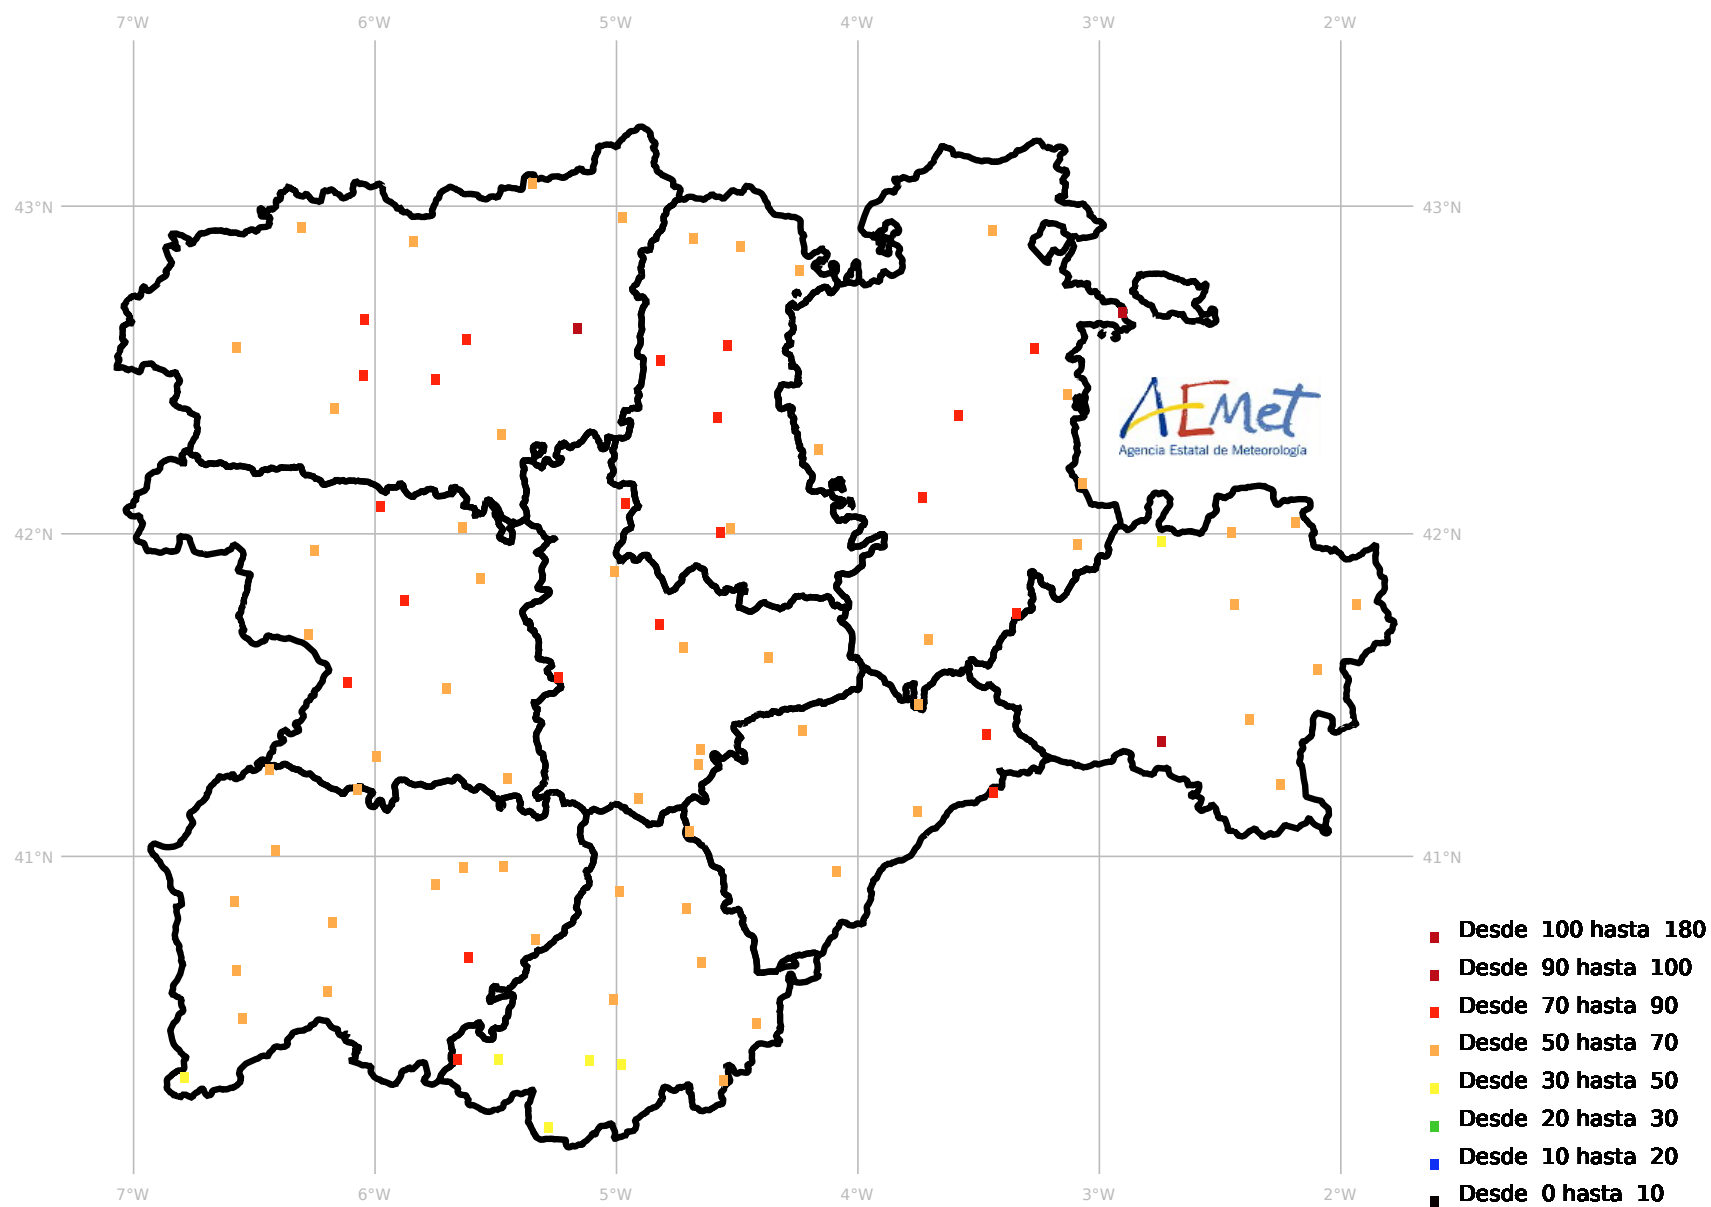 7°W 6°W 5°W 4°W 3°W 2°W
43°N 43°N
AEMet
Agencia Estatal de Meteorología
42°N 42°N
41°N 41°N
Desde 100 hasta 180
Desde 90 hasta 100
Desde 70 hasta 90
Desde 50 hasta 70
Desde 30 hasta 50
Desde 20 hasta 30
Desde 10 hasta 20
Desde 0 hasta 10
7°W 6°W 5°W 4°W 3°W 2°W